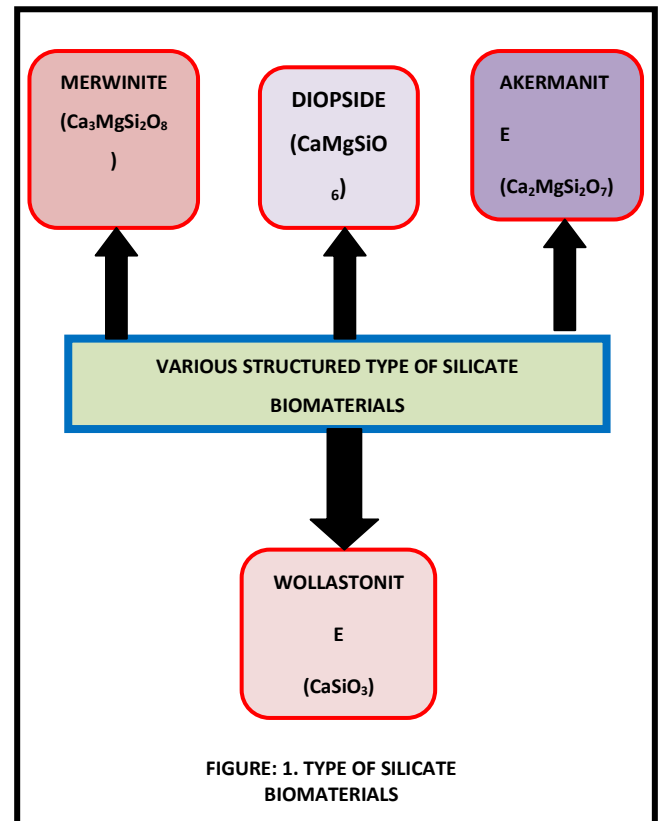 MERWINITE
(Ca₃MgSi₂O₈
)
DIOPSIDE
(CaMgSiO
₆)
AKERMANIT
E
(Ca₂MgSi₂O₇)
VARIOUS STRUCTURED TYPE OF SILICATE
BIOMATERIALS
WOLLASTONIT
E
(CaSiO₃)
FIGURE: 1. TYPE OF SILICATE
BIOMATERIALS